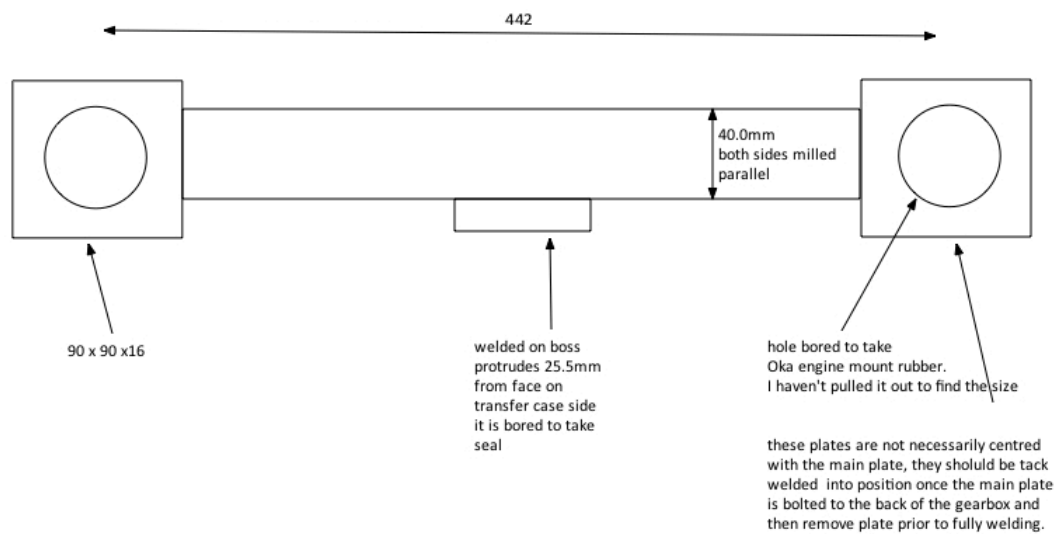 442
40.0mm
both sides milled
parallel
90 x 90 x16
welded on boss
protrudes 25.5mm
from face on
transfer case side
it is bored to take
seal
hole bored to take
Oka engine mount rubber.
I haven't pulled it out to find the size
these plates are not necessarily centred
with the main plate, they sholuld be tack
welded  into position once the main plate
is bolted to the back of the gearbox and
then remove plate prior to fully welding.